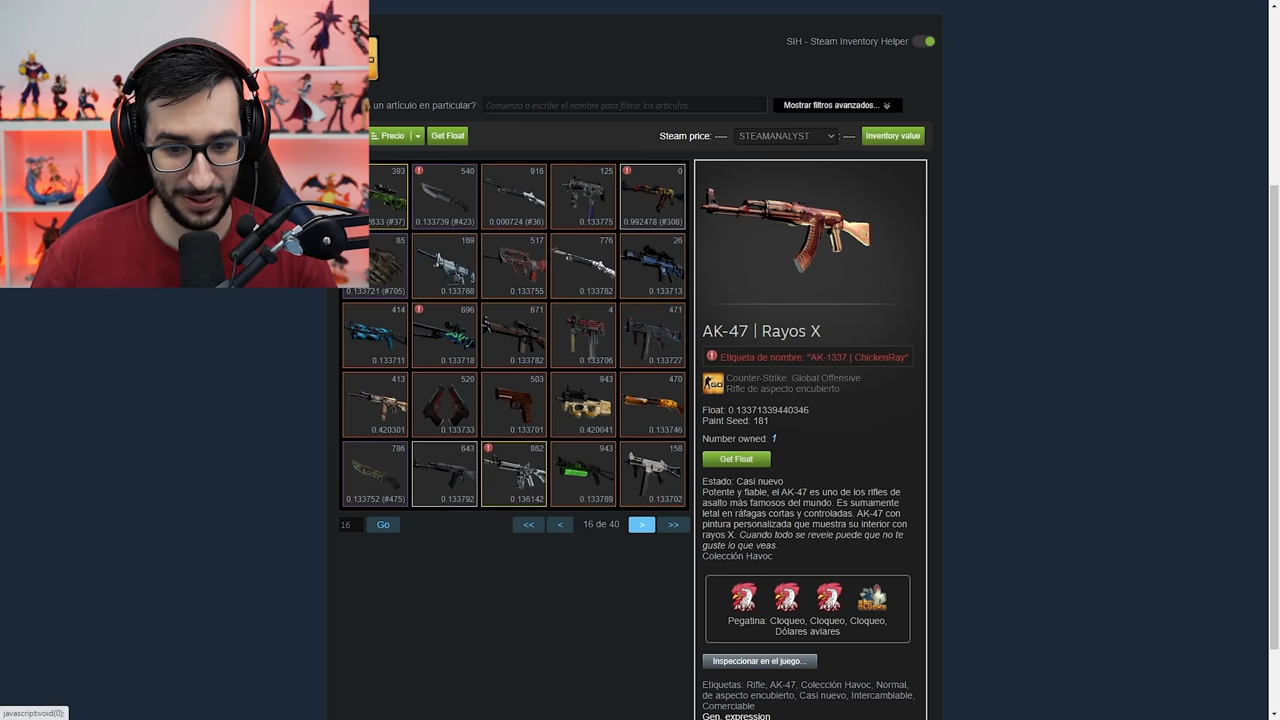 SIH - Steam Inventory Helper
un artículo en particular?
Comienza a escribir el nombre para filtrar los artículos
Mostrar filtros avanzados...
Precio
Get Float
Steam price: ----
STEAMANALYST
: ----
Inventory value
393
540
916
125
0
2833 (#37)
0.133739 (#423)
0.000724 (#36)
0.133775
0.992478 (#308)
85
169
517
776
26
0.133721 (#705)
0.133768
0.133755
0.133782
0.133713
414
696
671
4
471
0.133711
0.133718
0.133782
0.133706
0.133727
413
520
503
943
470
0.420301
0.133733
0.133701
0.420041
0.133746
786
643
862
943
158
0.133752 (#475)
0.133792
0.136142
0.133789
0.133702
16
Go
<<
<
16 de 40
>
>>
AK-47 | Rayos X
Etiqueta de nombre: "AK-1337 | ChickenRay"
GO
Counter-Strike: Global Offensive
Rifle de aspecto encubierto
Float: 0.13371339440346
Paint Seed: 181
Number owned: 1
Get Float
Estado: Casi nuevo
Potente y fiable, el AK-47 es uno de los rifles de
asalto más famosos del mundo. Es sumamente
letal en ráfagas cortas y controladas. AK-47 con
pintura personalizada que muestra su interior con
rayos X. Cuando todo se revele puede que no te
guste lo que veas.
Colección Havoc
Pegatina: Cloqueo, Cloqueo, Cloqueo,
Dólares aviares
Inspeccionar en el juego...
Etiquetas: Rifle, AK-47, Colección Havoc, Normal,
de aspecto encubierto, Casi nuevo, Intercambiable,
Comerciable
Gen. expression
javascript:void(0);